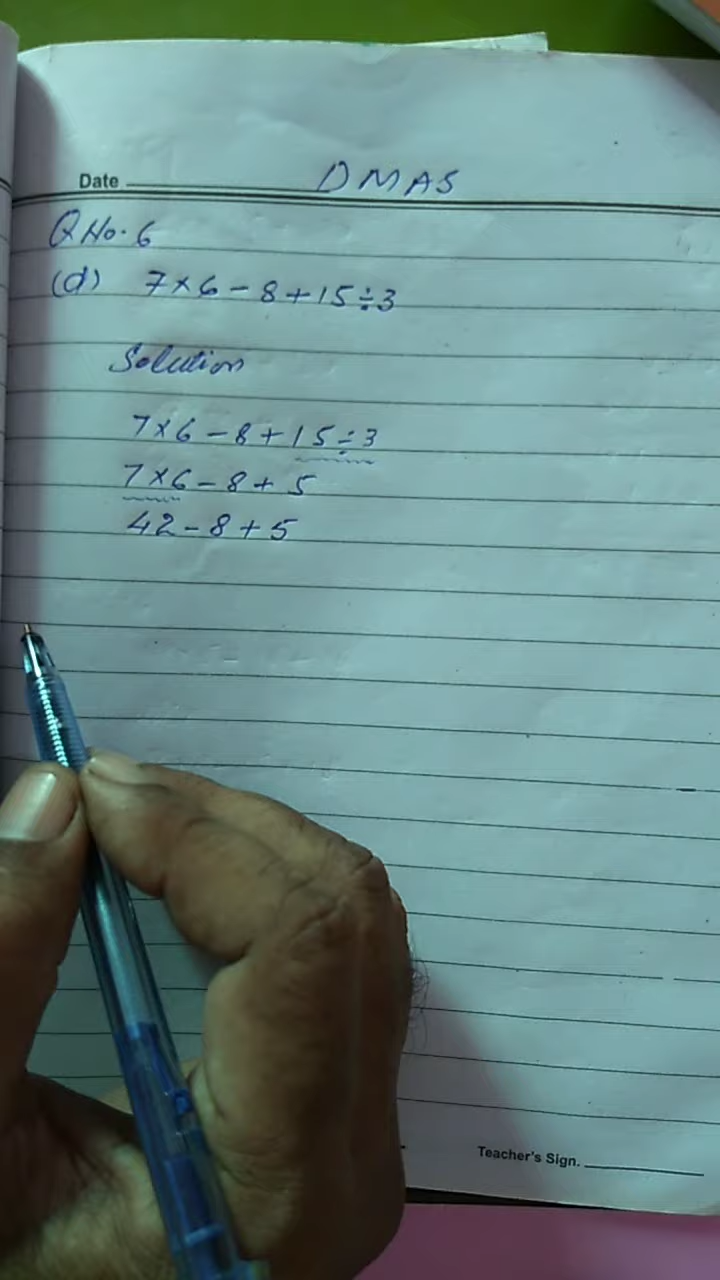 Date DMAS
Q No. 6
(d) 7×6-8+15÷3
Solution
7×6-8+15÷3
7×6-8+5
42-8+5
Teacher's Sign.